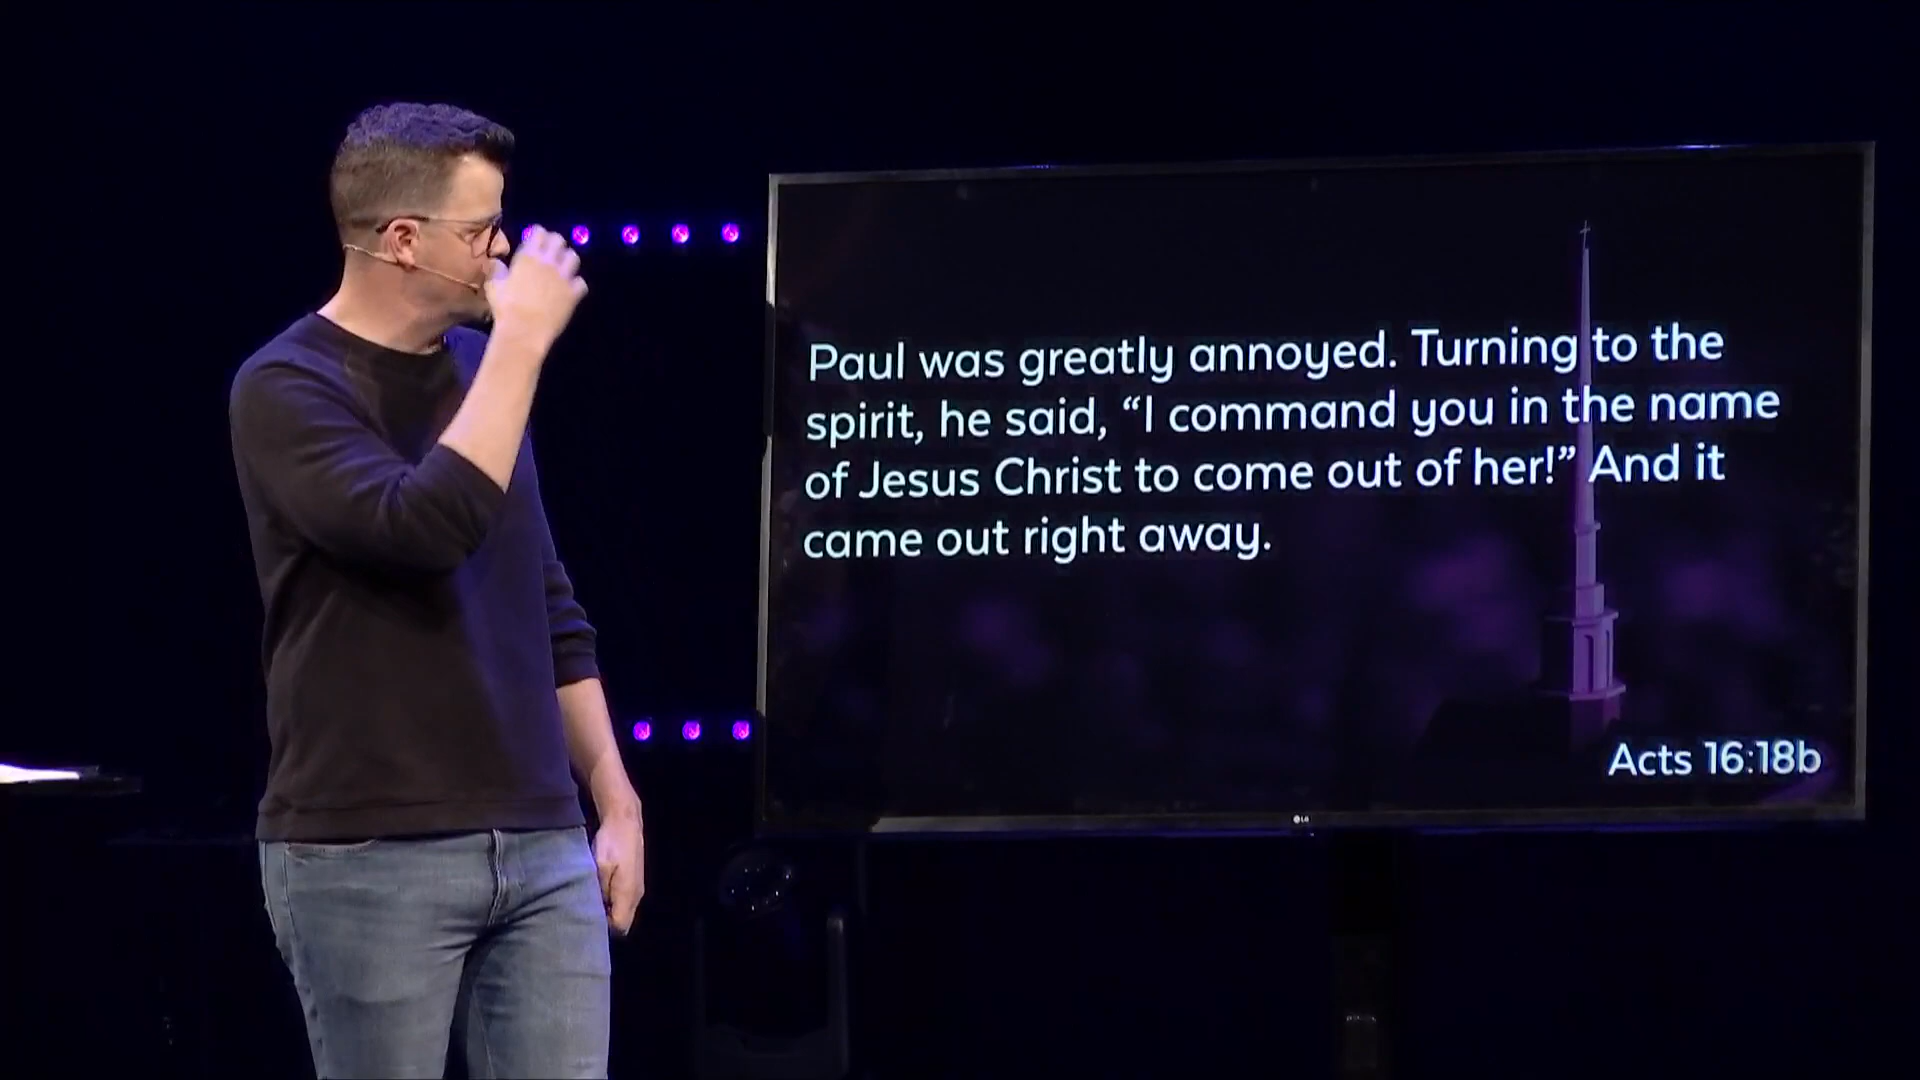 Paul was greatly annoyed. Turning to the
spirit, he said, “I command you in the name
of Jesus Christ to come out of her!” And it
came out right away.
Acts 16:18b
LG